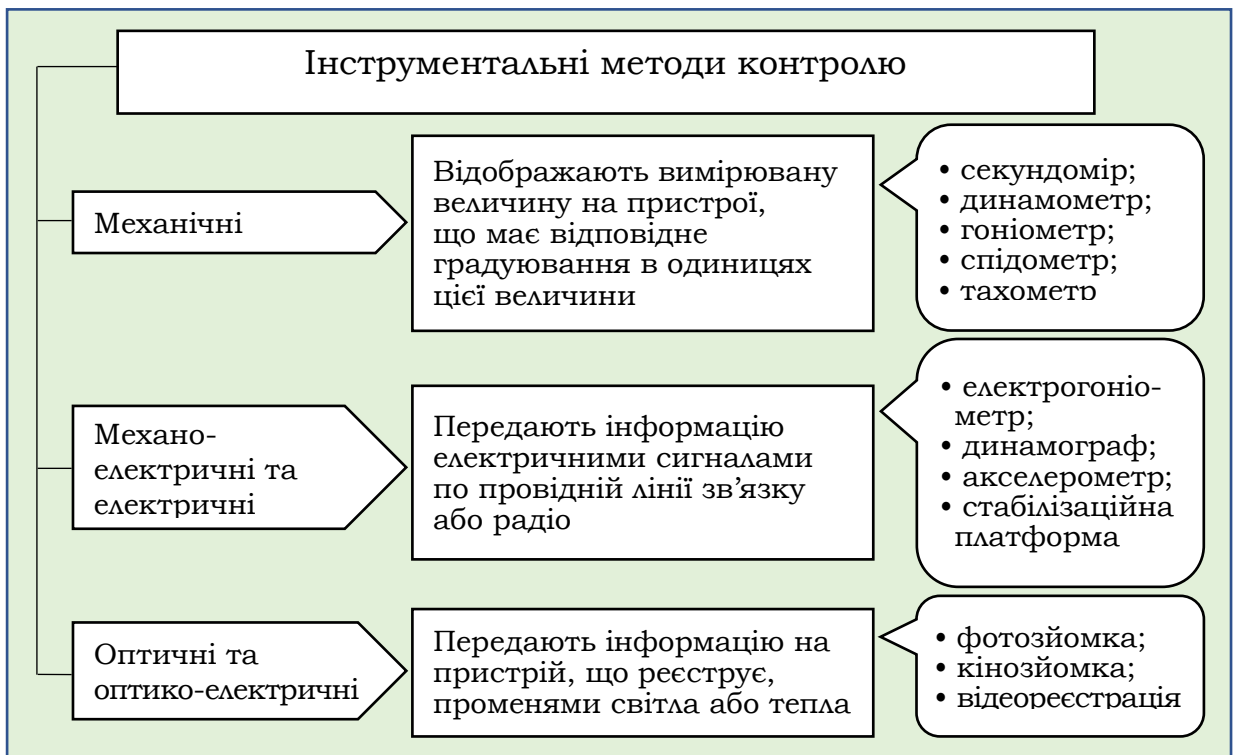 Інструментальні методи контролю
Механічні
Відображають вимірювану
величину на пристрої,
що має відповідне
градуювання в одиницях
цієї величини
• секундомір;
• динамометр;
• гоніометр;
• спідометр;
• тахометр
Механо-
електричні та
електричні
Передають інформацію
електричними сигналами
по провідній лінії зв’язку
або радіо
• електрогоніо-
метр;
• динамограф;
• акселерометр;
• стабілізаційна
платформа
Оптичні та
оптико-електричні
Передають інформацію на
пристрій, що реєструє,
променями світла або тепла
• фотозйомка;
• кінозйомка;
• відеореєстрація